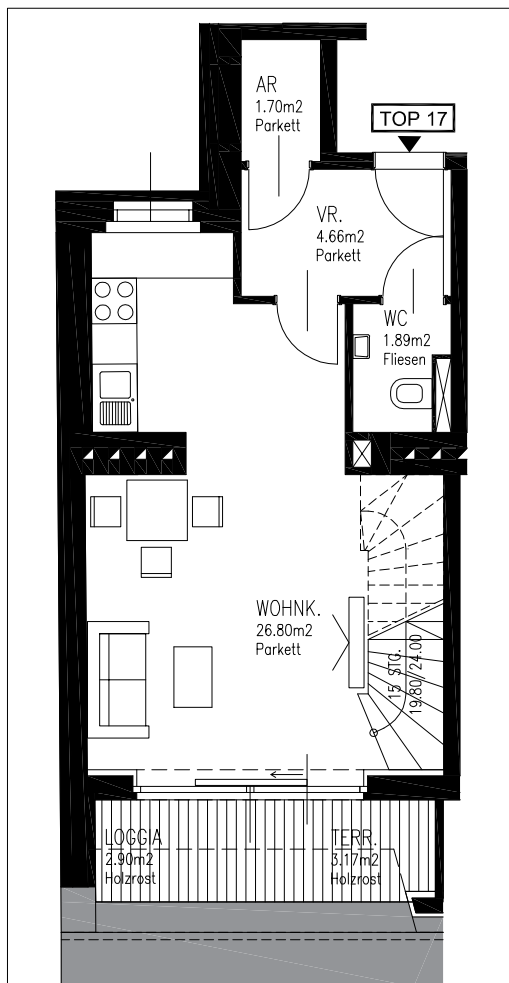 AR
1.70m2
Parkett
TOP 17
VR.
4.66m2
Parkett
WC
1.89m2
Fliesen
WOHNK.
26.80m2
Parkett
15 STG.
19.80/24.00
LOGGIA
2.90m2
Holzrost
TERR.
3.17m2
Holzrost